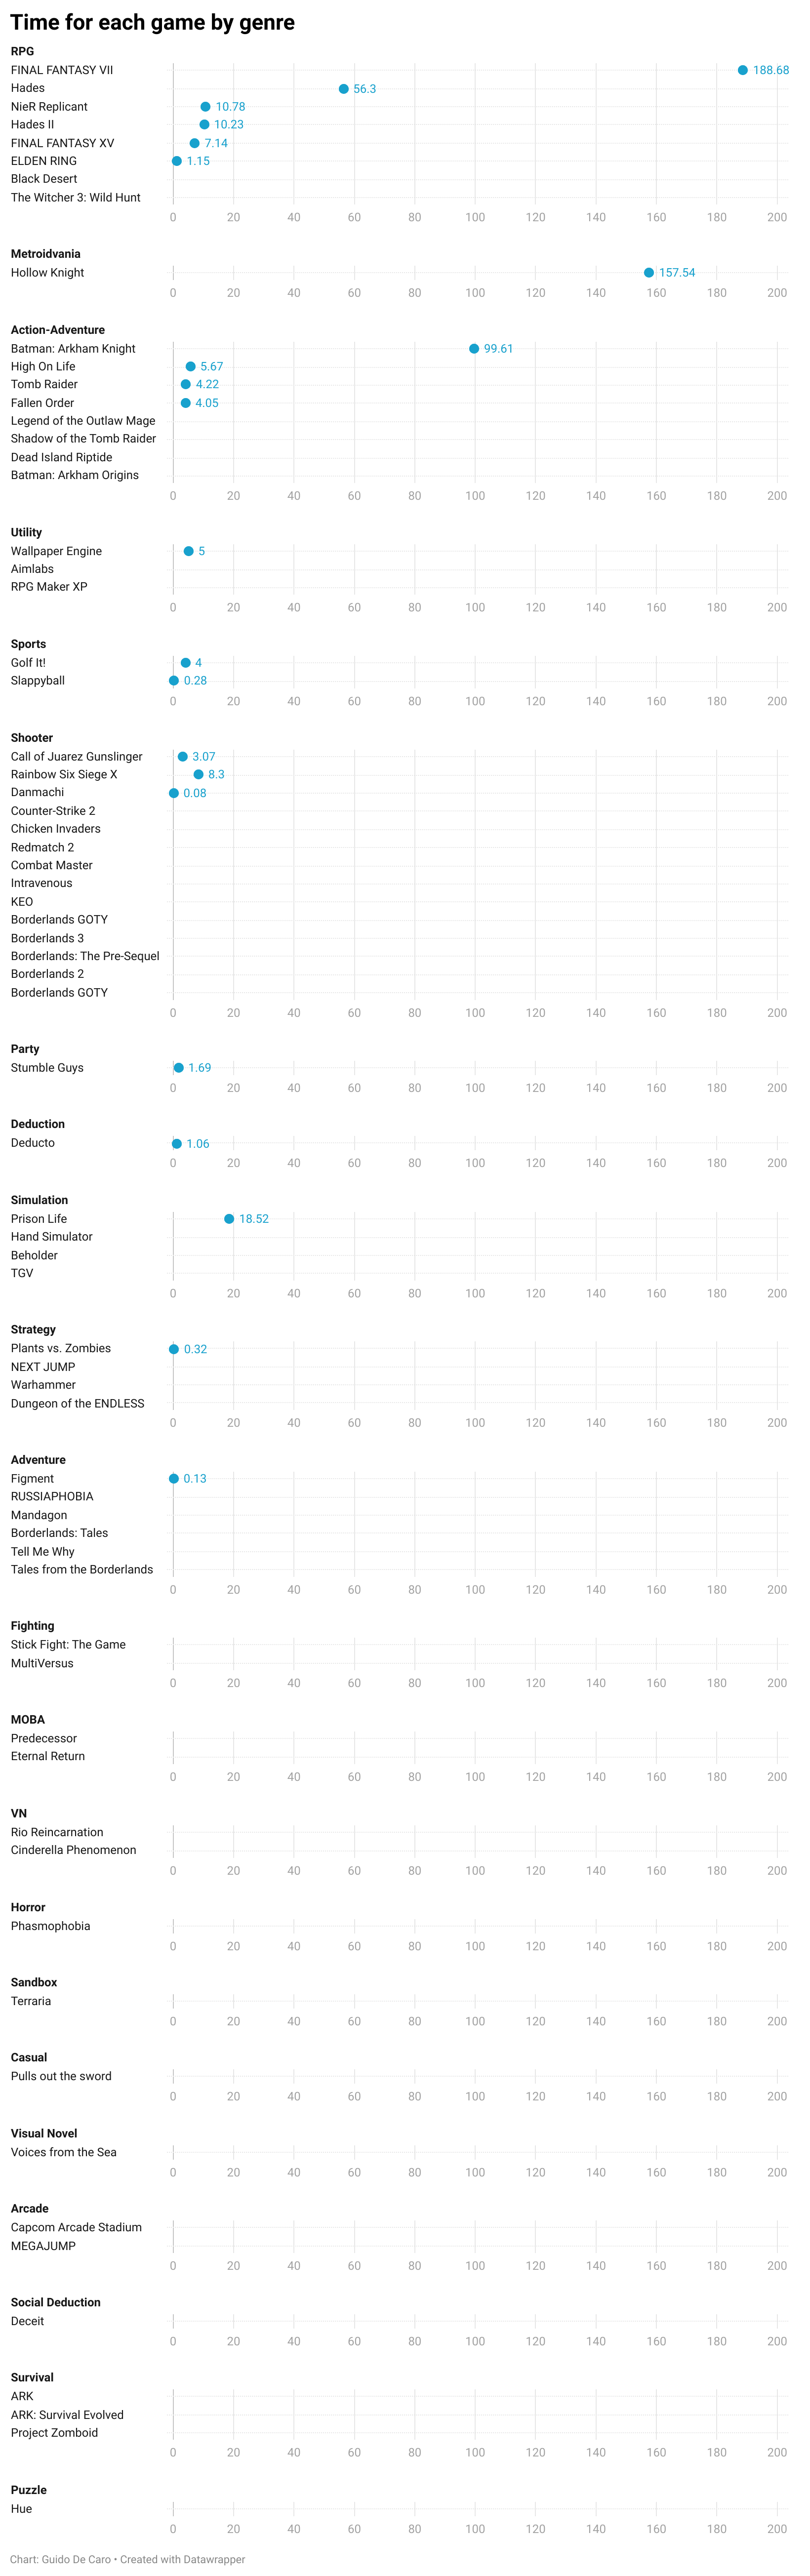 Time for each game by genre
RPG
FINAL FANTASY VII 188.68
Hades 56.3
NieR Replicant 10.78
Hades II 10.23
FINAL FANTASY XV 7.14
ELDEN RING 1.15
Black Desert
The Witcher 3: Wild Hunt
0 20 40 60 80 100 120 140 160 180 200
Metroidvania
Hollow Knight 157.54
0 20 40 60 80 100 120 140 160 180 200
Action-Adventure
Batman: Arkham Knight 99.61
High On Life 5.67
Tomb Raider 4.22
Fallen Order 4.05
Legend of the Outlaw Mage
Shadow of the Tomb Raider
Dead Island Riptide
Batman: Arkham Origins
0 20 40 60 80 100 120 140 160 180 200
Utility
Wallpaper Engine 5
Aimlabs
RPG Maker XP
0 20 40 60 80 100 120 140 160 180 200
Sports
Golf It! 4
Slappyball 0.28
0 20 40 60 80 100 120 140 160 180 200
Shooter
Call of Juarez Gunslinger 3.07
Rainbow Six Siege X 8.3
Danmachi 0.08
Counter-Strike 2
Chicken Invaders
Redmatch 2
Combat Master
Intravenous
KEO
Borderlands GOTY
Borderlands 3
Borderlands: The Pre-Sequel
Borderlands 2
Borderlands GOTY
0 20 40 60 80 100 120 140 160 180 200
Party
Stumble Guys 1.69
0 20 40 60 80 100 120 140 160 180 200
Deduction
Deducto 1.06
0 20 40 60 80 100 120 140 160 180 200
Simulation
Prison Life 18.52
Hand Simulator
Beholder
TGV
0 20 40 60 80 100 120 140 160 180 200
Strategy
Plants vs. Zombies 0.32
NEXT JUMP
Warhammer
Dungeon of the ENDLESS
0 20 40 60 80 100 120 140 160 180 200
Adventure
Figment 0.13
RUSSIAPHOBIA
Mandagon
Borderlands: Tales
Tell Me Why
Tales from the Borderlands
0 20 40 60 80 100 120 140 160 180 200
Fighting
Stick Fight: The Game
MultiVersus
0 20 40 60 80 100 120 140 160 180 200
MOBA
Predecessor
Eternal Return
0 20 40 60 80 100 120 140 160 180 200
VN
Rio Reincarnation
Cinderella Phenomenon
0 20 40 60 80 100 120 140 160 180 200
Horror
Phasmophobia
0 20 40 60 80 100 120 140 160 180 200
Sandbox
Terraria
0 20 40 60 80 100 120 140 160 180 200
Casual
Pulls out the sword
0 20 40 60 80 100 120 140 160 180 200
Visual Novel
Voices from the Sea
0 20 40 60 80 100 120 140 160 180 200
Arcade
Capcom Arcade Stadium
MEGAJUMP
0 20 40 60 80 100 120 140 160 180 200
Social Deduction
Deceit
0 20 40 60 80 100 120 140 160 180 200
Survival
ARK
ARK: Survival Evolved
Project Zomboid
0 20 40 60 80 100 120 140 160 180 200
Puzzle
Hue
0 20 40 60 80 100 120 140 160 180 200
Chart: Guido De Caro • Created with Datawrapper